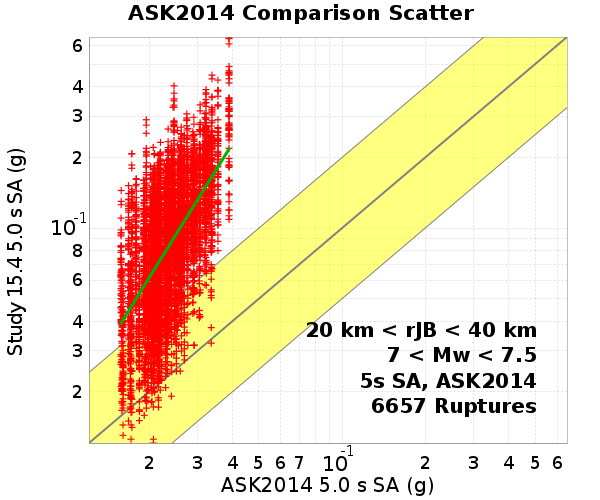 ASK2014 Comparison Scatter
6
4
3
2
10-1
8
6
4
3
2
Study 15.4 5.0 s SA (g)
20 km < rJB < 40 km
7 < Mw < 7.5
5s SA, ASK2014
6657 Ruptures
2 3 4 5 6 7 10-1 2 3 4 5 6
ASK2014 5.0 s SA (g)